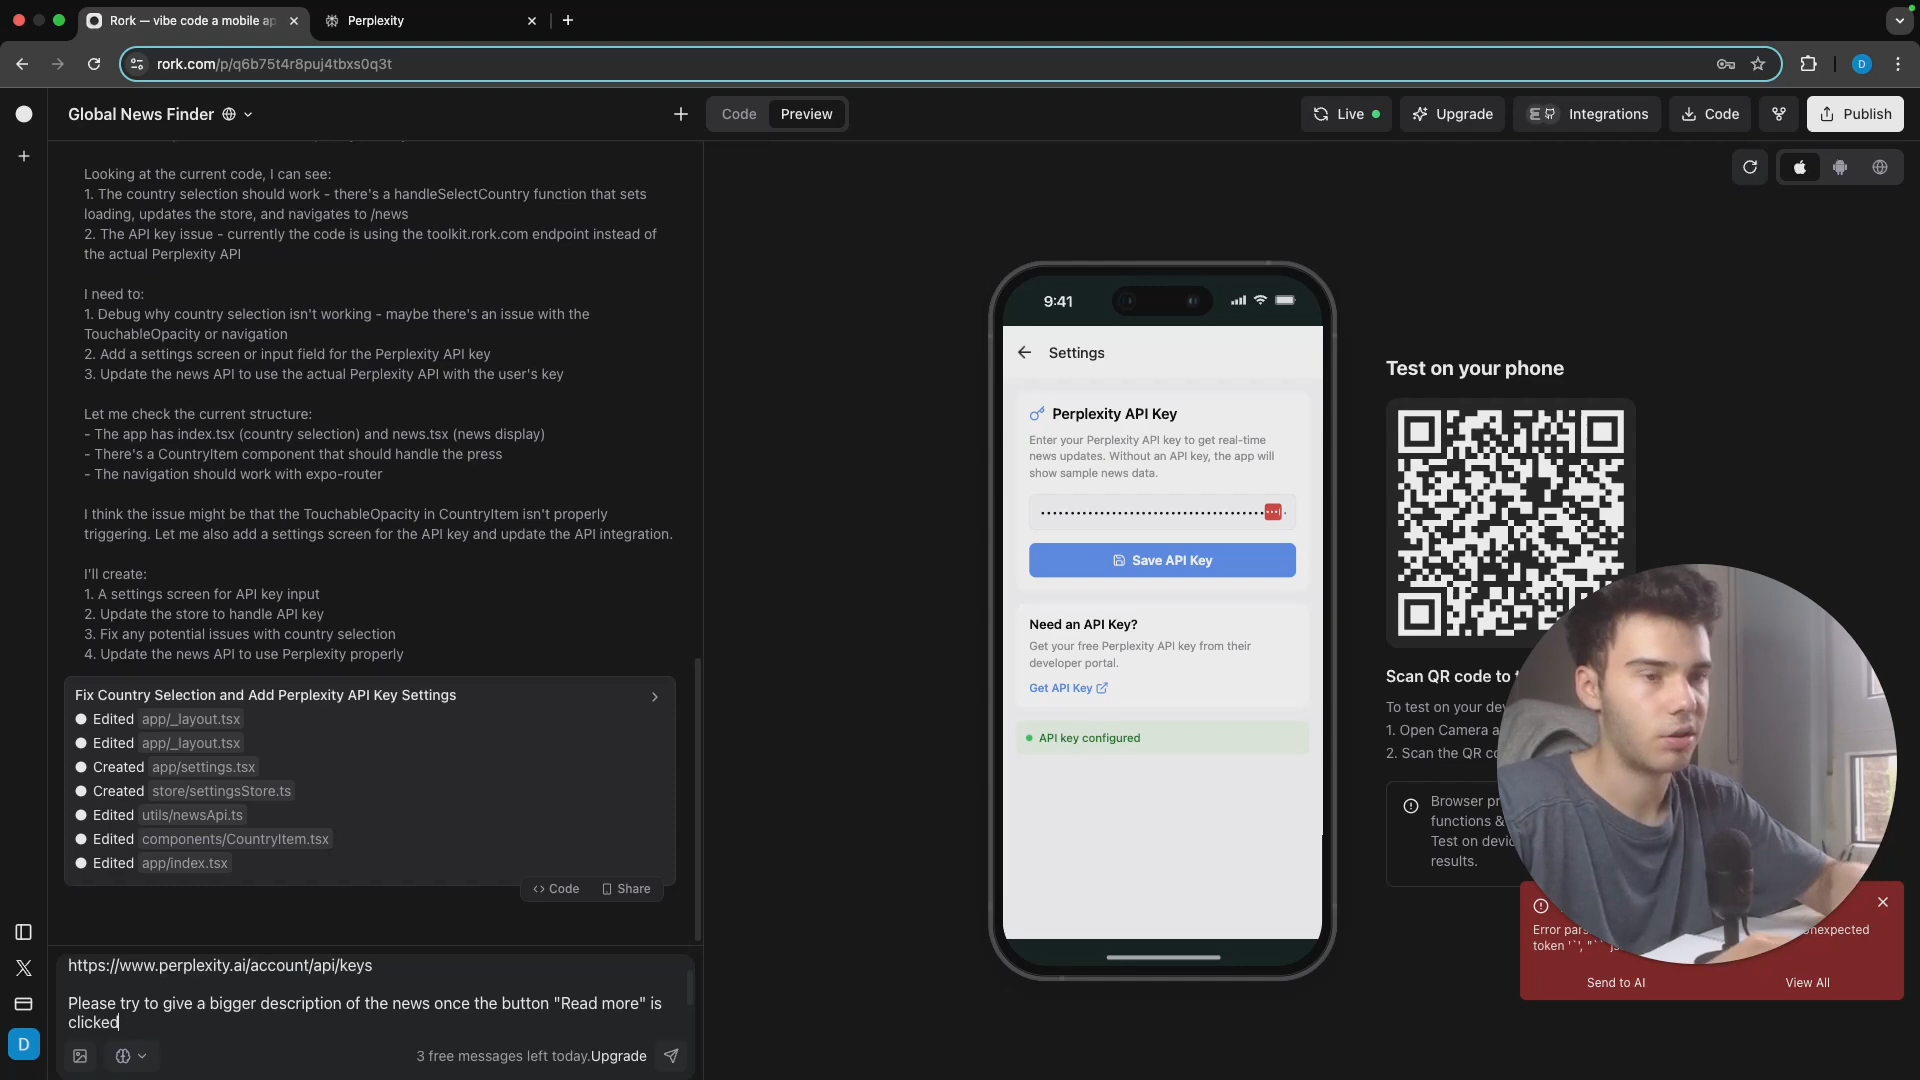 Rork — vibe code a mobile ap
Perplexity
rork.com/p/q6b75t4r8puj4tbxs0q3t
D
Global News Finder
Code
Preview
Live
Upgrade
Integrations
Code
Publish
Looking at the current code, I can see:
1. The country selection should work - there's a handleSelectCountry function that sets
loading, updates the store, and navigates to /news
2. The API key issue - currently the code is using the toolkit.rork.com endpoint instead of
the actual Perplexity API
I need to:
1. Debug why country selection isn't working - maybe there's an issue with the
TouchableOpacity or navigation
2. Add a settings screen or input field for the Perplexity API key
3. Update the news API to use the actual Perplexity API with the user's key
Let me check the current structure:
- The app has index.tsx (country selection) and news.tsx (news display)
- There's a CountryItem component that should handle the press
- The navigation should work with expo-router
I think the issue might be that the TouchableOpacity in CountryItem isn't properly
triggering. Let me also add a settings screen for the API key and update the API integration.
I'll create:
1. A settings screen for API key input
2. Update the store to handle API key
3. Fix any potential issues with country selection
4. Update the news API to use Perplexity properly
Fix Country Selection and Add Perplexity API Key Settings
Edited app/_layout.tsx
Edited app/_layout.tsx
Created app/settings.tsx
Created store/settingsStore.ts
Edited utils/newsApi.ts
Edited components/CountryItem.tsx
Edited app/index.tsx
Code
Share
https://www.perplexity.ai/account/api/keys
Please try to give a bigger description of the news once the button "Read more" is
clicked
3 free messages left today. Upgrade
D
9:41
Settings
Perplexity API Key
Enter your Perplexity API key to get real-time
news updates. Without an API key, the app will
show sample news data.
Save API Key
Need an API Key?
Get your free Perplexity API key from their
developer portal.
Get API Key
API key configured
Test on your phone
Scan QR code to
To test on your
1. Open Camera
2. Scan the QR
Browser
functions &
Test on
results.
Error
token
Send to AI
View All